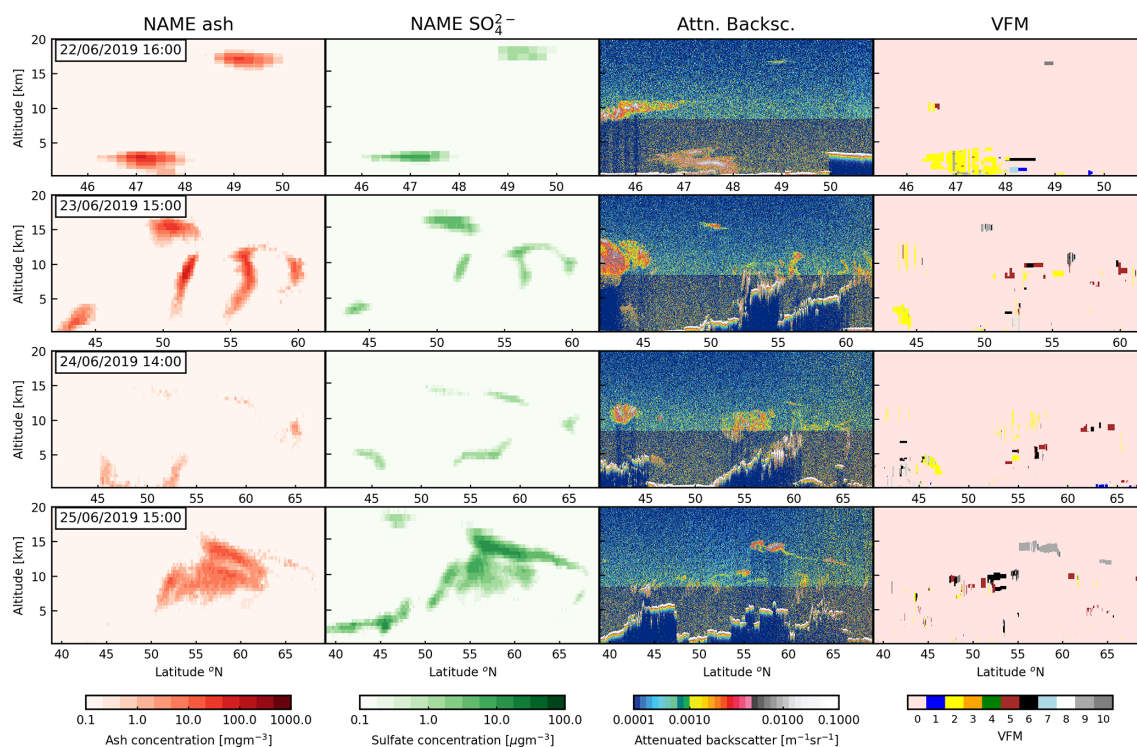 NAME ash NAME SO₄²⁻ Attn. Backsc. VFM
20 22/06/2019 16:00
15
10
5
Altitude [km]
46 47 48 49 50 46 47 48 49 50 46 47 48 49 50 46 47 48 49 50
20 23/06/2019 15:00
15
10
5
Altitude [km]
45 50 55 60 45 50 55 60 45 50 55 60 45 50 55 60
20 24/06/2019 14:00
15
10
5
Altitude [km]
45 50 55 60 65 45 50 55 60 65 45 50 55 60 65 45 50 55 60 65
20 25/06/2019 15:00
15
10
5
Altitude [km]
40 45 50 55 60 65 40 45 50 55 60 65 40 45 50 55 60 65 40 45 50 55 60 65
Latitude °N Latitude °N Latitude °N Latitude °N
0.1 1.0 10.0 100.0 1000.0 0.1 1.0 10.0 100.0 0.0001 0.0010 0.0100 0.1000 0 1 2 3 4 5 6 7 8 9 10
Ash concentration [mgm⁻³] Sulfate concentration [μgm⁻³] Attenuated backscatter [m⁻¹sr⁻¹] VFM